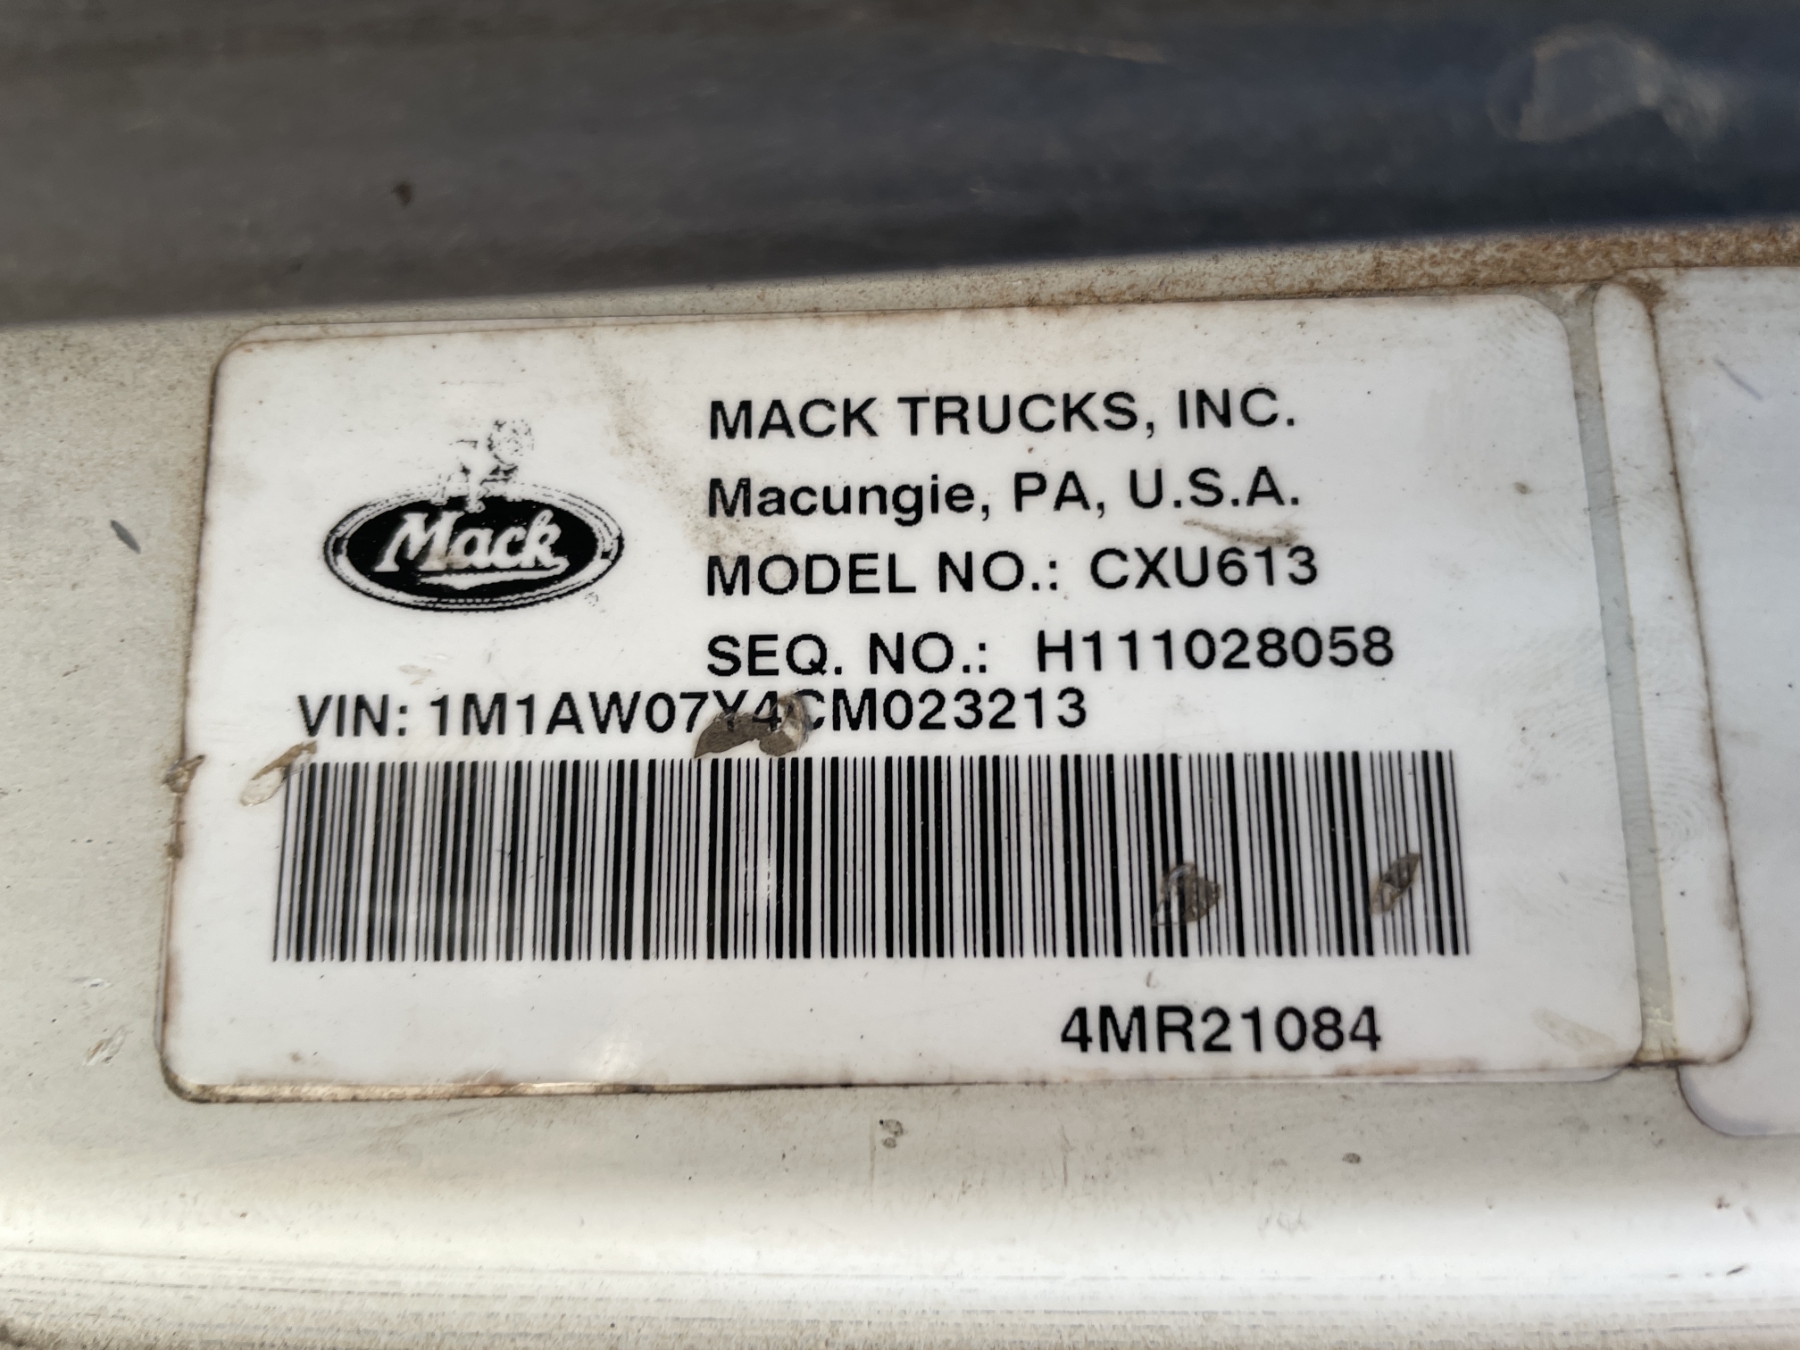 MACK TRUCKS, INC.
Macungie, PA, U.S.A.
Mack
MODEL NO.: CXU613
SEQ. NO.: H111028058
VIN: 1M1AW07Y4CM023213
4MR21084